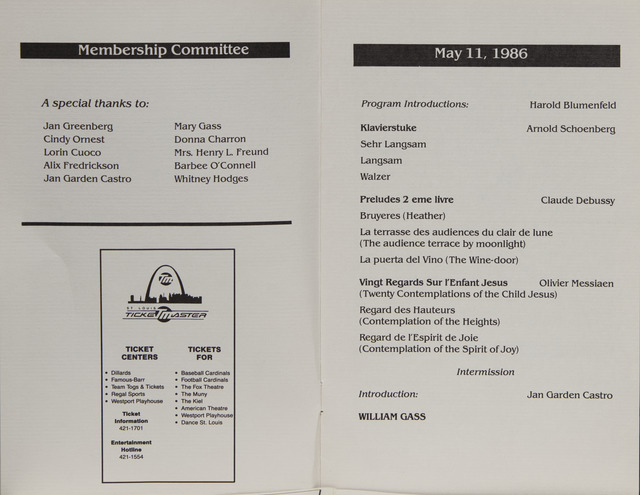 Membership Committee
A special thanks to:
Jan Greenberg
Cindy Ornest
Lorin Cuoco
Alix Fredrickson
Jan Garden Castro
Mary Gass
Donna Charron
Mrs. Henry L. Freund
Barbee O'Connell
Whitney Hodges
TM
ST. LOUIS
TICKETMASTER
TICKET
CENTERS
• Dillards
• Famous-Barr
• Team Togs & Tickets
• Regal Sports
• Westport Playhouse
Ticket
Information
421-1701
Entertainment
Hotline
421-1554
TICKETS
FOR
• Baseball Cardinals
• Football Cardinals
• The Fox Theatre
• The Muny
• The Kiel
• American Theatre
• Westport Playhouse
• Dance St. Louis
May 11, 1986
Program Introductions: Harold Blumenfeld
Klavierstuke Arnold Schoenberg
Sehr Langsam
Langsam
Walzer
Preludes 2 eme livre Claude Debussy
Bruyeres (Heather)
La terrasse des audiences du clair de lune
(The audience terrace by moonlight)
La puerta del Vino (The Wine-door)
Vingt Regards Sur l'Enfant Jesus Olivier Messiaen
(Twenty Contemplations of the Child Jesus)
Regard des Hauteurs
(Contemplation of the Heights)
Regard de l'Espirit de Joie
(Contemplation of the Spirit of Joy)
Intermission
Introduction: Jan Garden Castro
WILLIAM GASS